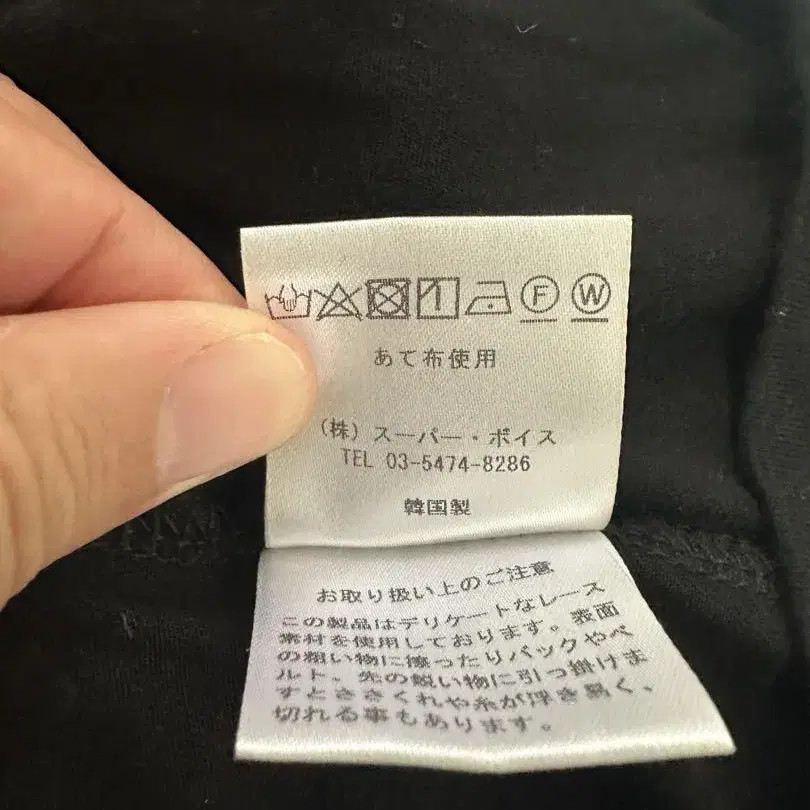 F W
あて布使用
(株)スーパー・ボイス
TEL 03-5474-8286
韓国製
お取り扱い上のご注意
この製品はデリケートなレース
素材を使用しております。表面
の粗い物に擦ったりバックやベ
ルト、先の鋭い物に引っ掛けま
すとささくれや糸が浮き易く、
切れる事もあります。